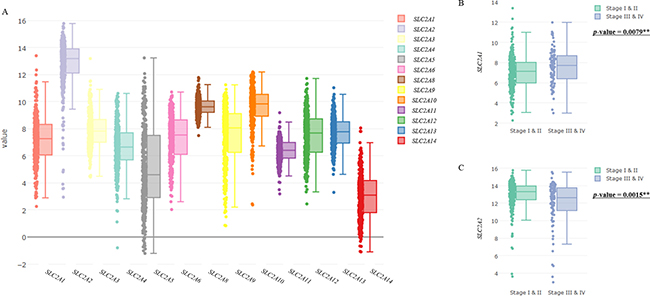 A
value
16
14
12
10
8
6
4
2
0
−2
SLC2A1
SLC2A2
SLC2A3
SLC2A4
SLC2A5
SLC2A6
SLC2A8
SLC2A9
SLC2A10
SLC2A11
SLC2A12
SLC2A13
SLC2A14
SLC2A1
SLC2A2
SLC2A3
SLC2A4
SLC2A5
SLC2A6
SLC2A8
SLC2A9
SLC2A10
SLC2A11
SLC2A12
SLC2A13
SLC2A14
B
SLC2A1
14
12
10
8
6
4
2
Stage I & II
Stage III & IV
Stage I & II
Stage III & IV
p-value = 0.0079**
C
SLC2A2
16
14
12
10
8
6
4
Stage I & II
Stage III & IV
Stage I & II
Stage III & IV
p-value = 0.0015**